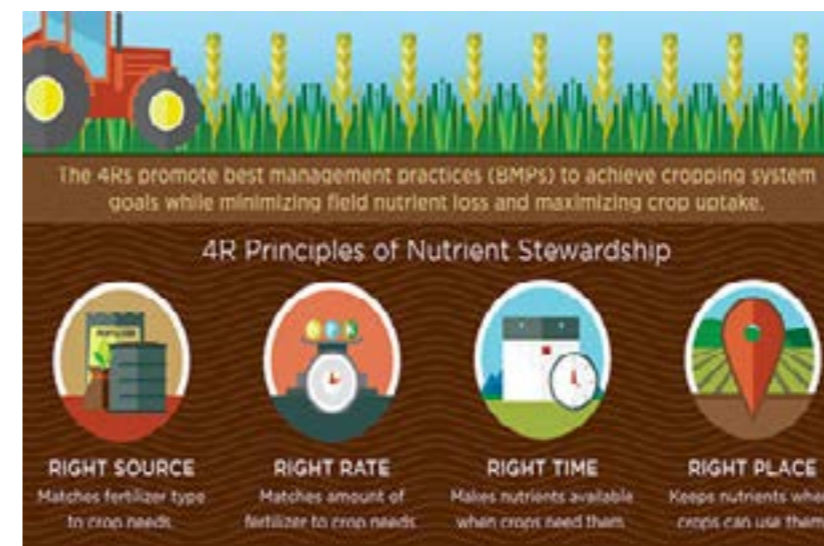 The 4Rs promote best management practices (BMPs) to achieve cropping system
goals while minimizing field nutrient loss and maximizing crop uptake.
4R Principles of Nutrient Stewardship
FERTILIZER
RIGHT SOURCE
Matches fertilizer type
to crop needs.
RIGHT RATE
Matches amount of
fertilizer to crop needs.
RIGHT TIME
Makes nutrients available
when crops need them.
RIGHT PLACE
Keeps nutrients
crops can use them